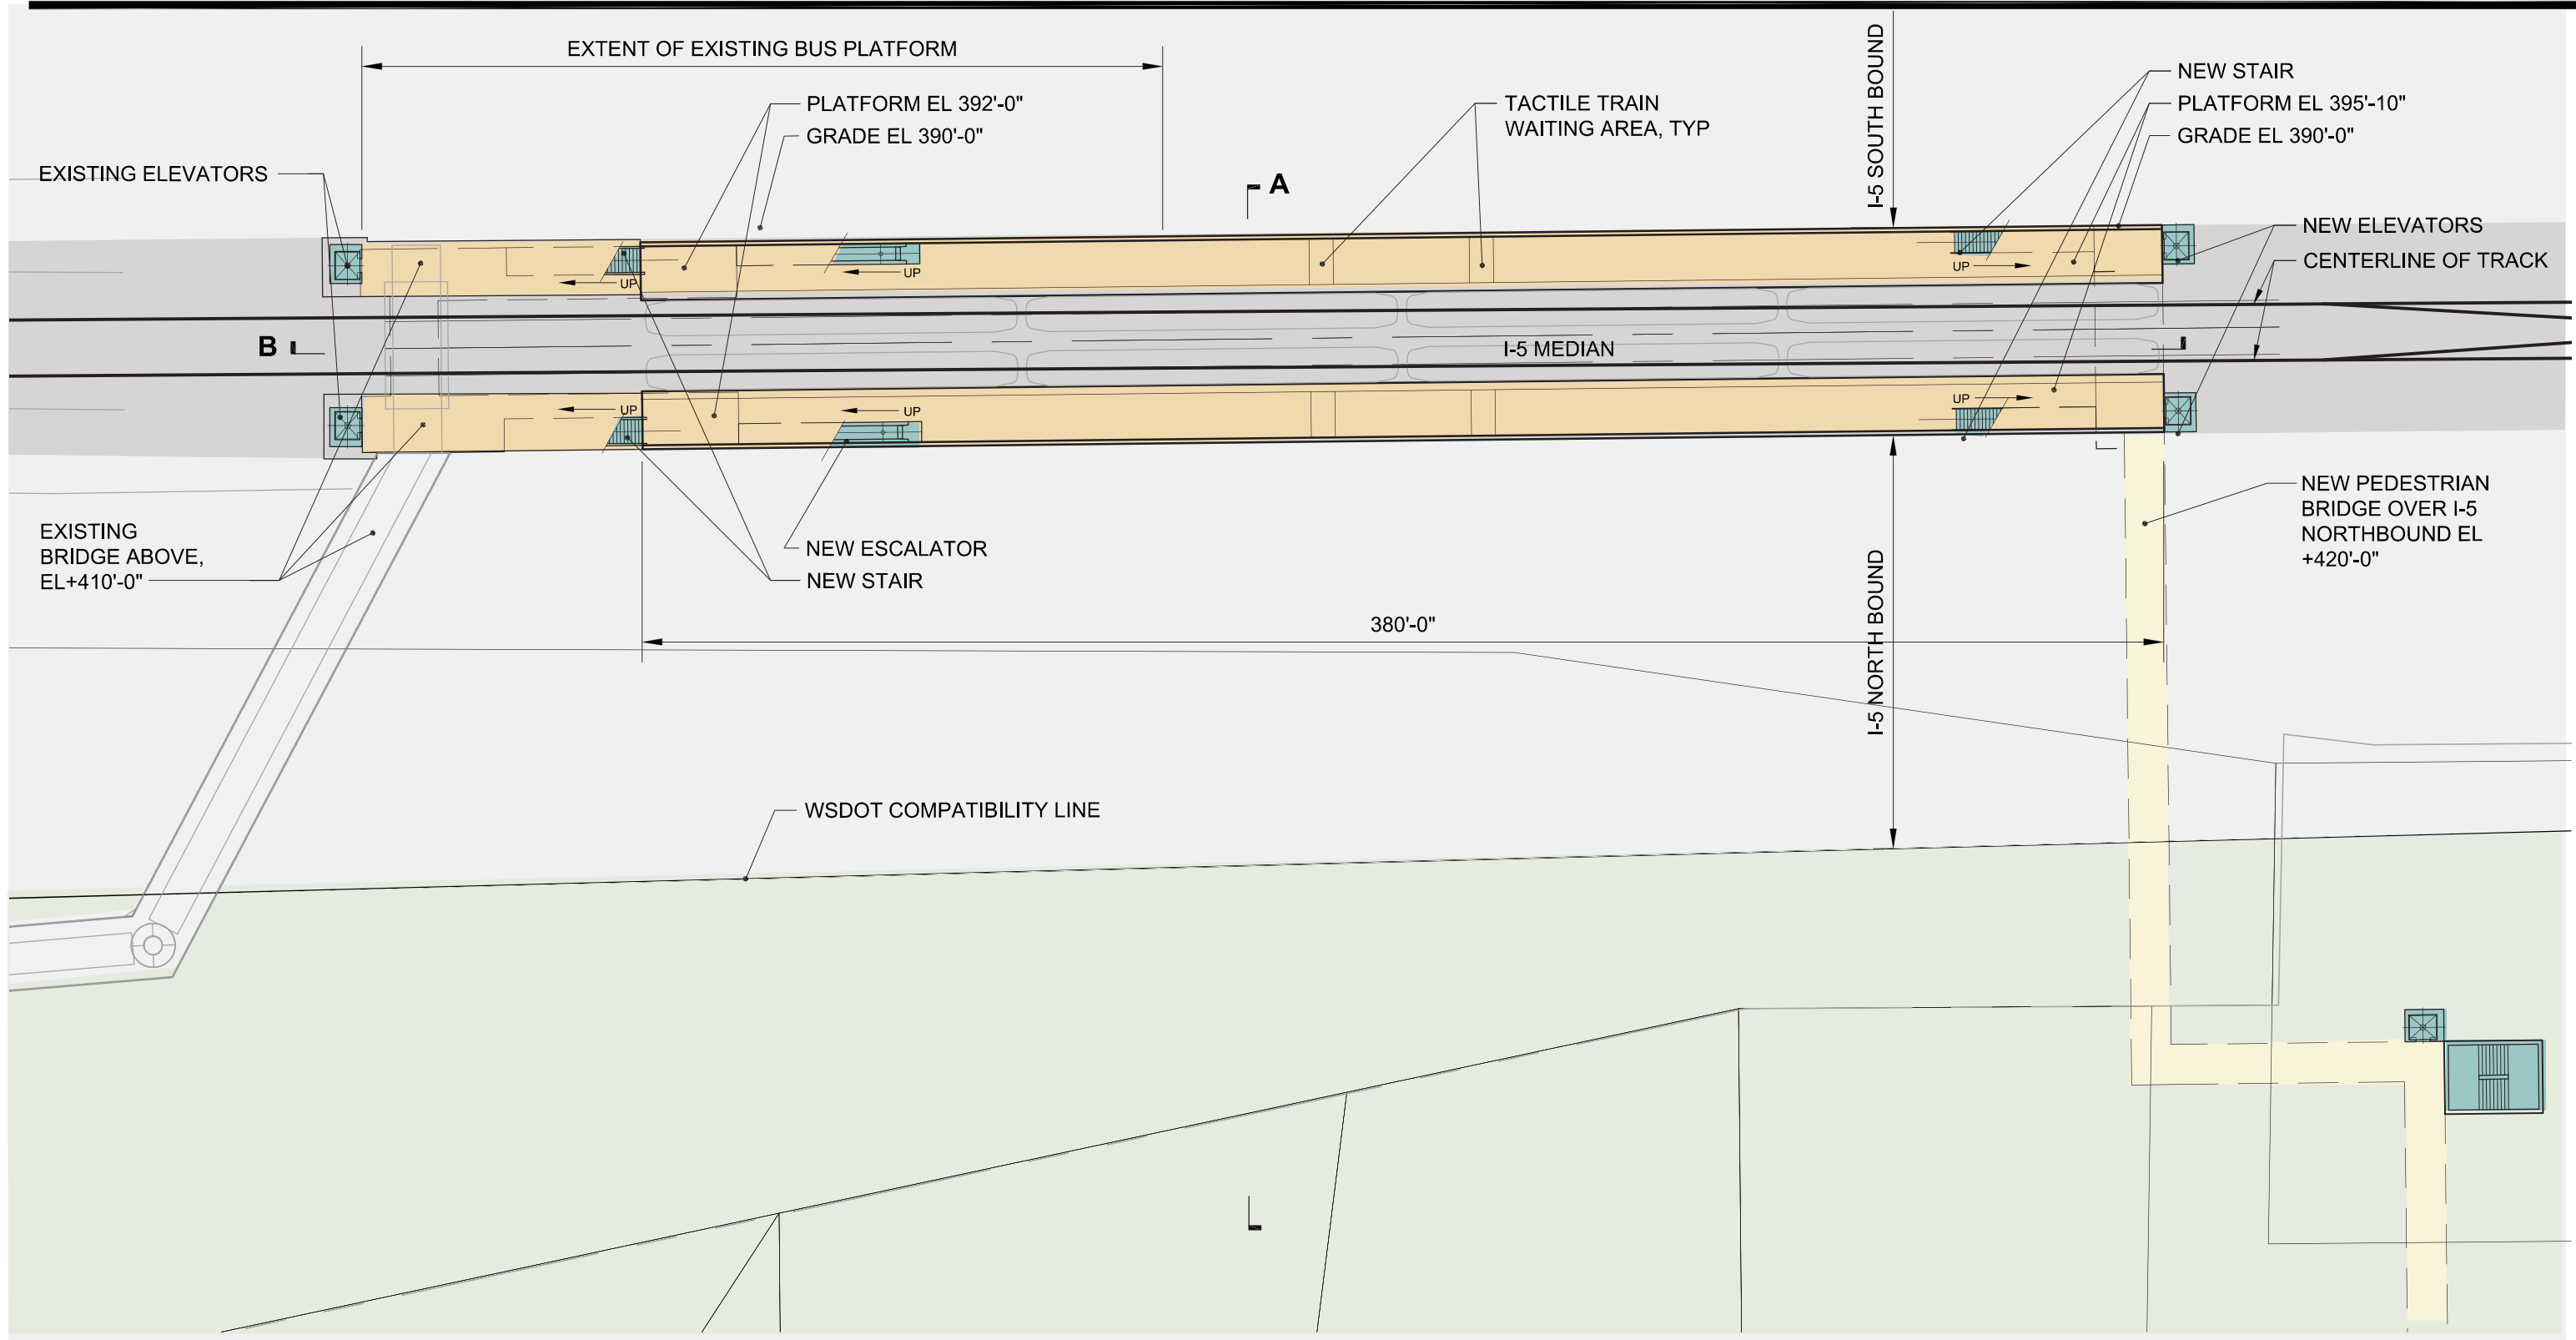 EXTENT OF EXISTING BUS PLATFORM
PLATFORM EL 392'-0"
GRADE EL 390'-0"
EXISTING ELEVATORS
A
TACTILE TRAIN
WAITING AREA, TYP
I-5 SOUTH BOUND
NEW STAIR
PLATFORM EL 395'-10"
GRADE EL 390'-0"
NEW ELEVATORS
CENTERLINE OF TRACK
UP
UP
UP
B
I-5 MEDIAN
UP
UP
UP
EXISTING
BRIDGE ABOVE,
EL+410'-0"
NEW ESCALATOR
NEW STAIR
NEW PEDESTRIAN
BRIDGE OVER I-5
NORTHBOUND EL
+420'-0"
380'-0"
I-5 NORTH BOUND
WSDOT COMPATIBILITY LINE